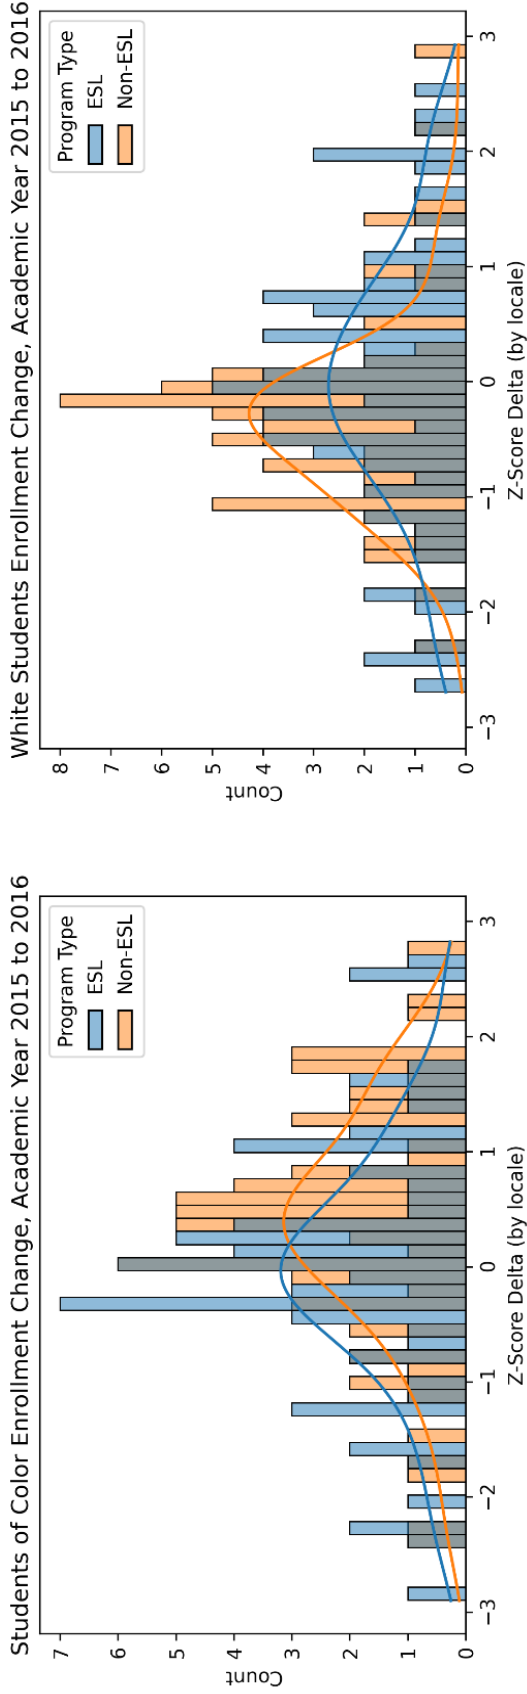 Students of Color Enrollment Change, Academic Year 2015 to 2016
Program Type
ESL
Non-ESL
Count
7
6
5
4
3
2
1
0
−3
−2
−1
0
1
2
3
Z-Score Delta (by locale)
White Students Enrollment Change, Academic Year 2015 to 2016
Program Type
ESL
Non-ESL
Count
8
7
6
5
4
3
2
1
0
−3
−2
−1
0
1
2
3
Z-Score Delta (by locale)